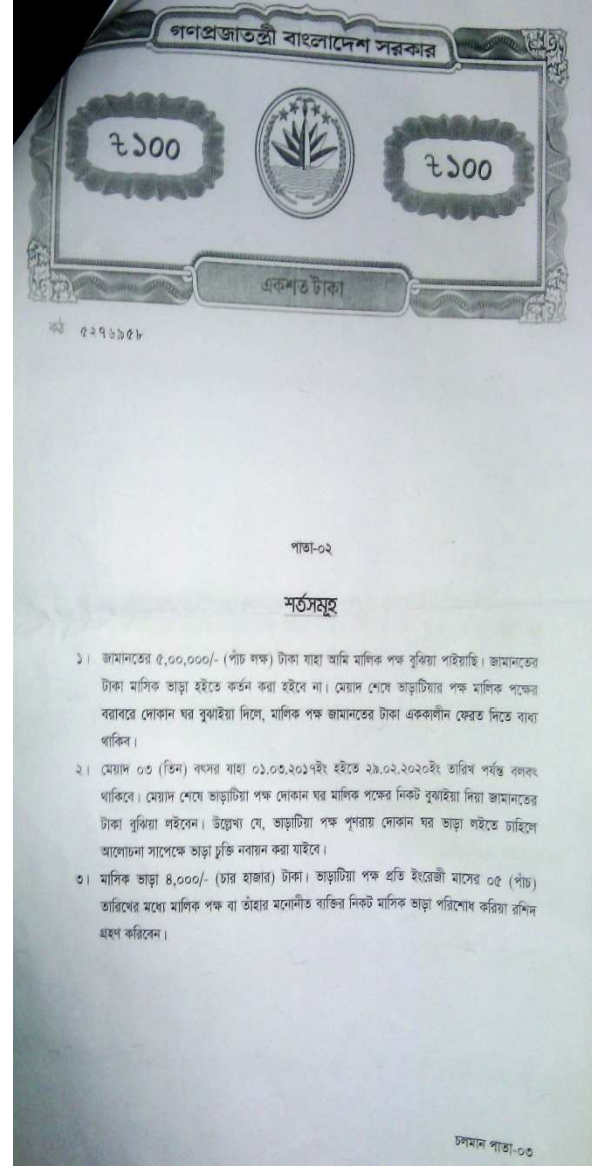 গণপ্রজাতন্ত্রী বাংলাদেশ সরকার
৳১০০
৳১০০
একশত টাকা
কঠ ৫২৭৬৯৫৮
পাতা-০২
শর্তসমূহ
১। জামানতের ৫,০০,০০০/- (পাঁচ লক্ষ) টাকা যাহা আমি মালিক পক্ষ বুঝিয়া পাইয়াছি। জামানতের
টাকা মাসিক ভাড়া হইতে কর্তন করা হইবে না। মেয়াদ শেষে ভাড়াটিয়ার পক্ষ মালিক পক্ষের
বরাবরে দোকান ঘর বুঝাইয়া দিলে, মালিক পক্ষ জামানতের টাকা এককালীন ফেরত দিতে বাধ্য
থাকিব।
২। মেয়াদ ০৩ (তিন) বৎসর যাহা ০১.০৩.২০১৭ইং হইতে ২৯.০২.২০২০ইং তারিখ পর্যন্ত বলবৎ
থাকিবে। মেয়াদ শেষে ভাড়াটিয়া পক্ষ দোকান ঘর মালিক পক্ষের নিকট বুঝাইয়া দিয়া জামানতের
টাকা বুঝিয়া লইবেন। উল্লেখ্য যে, ভাড়াটিয়া পক্ষ পূণরায় দোকান ঘর ভাড়া লইতে চাহিলে
আলোচনা সাপেক্ষে ভাড়া চুক্তি নবায়ন করা যাইবে।
৩। মাসিক ভাড়া ৪,০০০/- (চার হাজার) টাকা। ভাড়াটিয়া পক্ষ প্রতি ইংরেজী মাসের ০৫ (পাঁচ)
তারিখের মধ্যে মালিক পক্ষ বা তাঁহার মনোনীত ব্যক্তির নিকট মাসিক ভাড়া পরিশোধ করিয়া রশিদ
গ্রহণ করিবেন।
চলমান পাতা-০৩